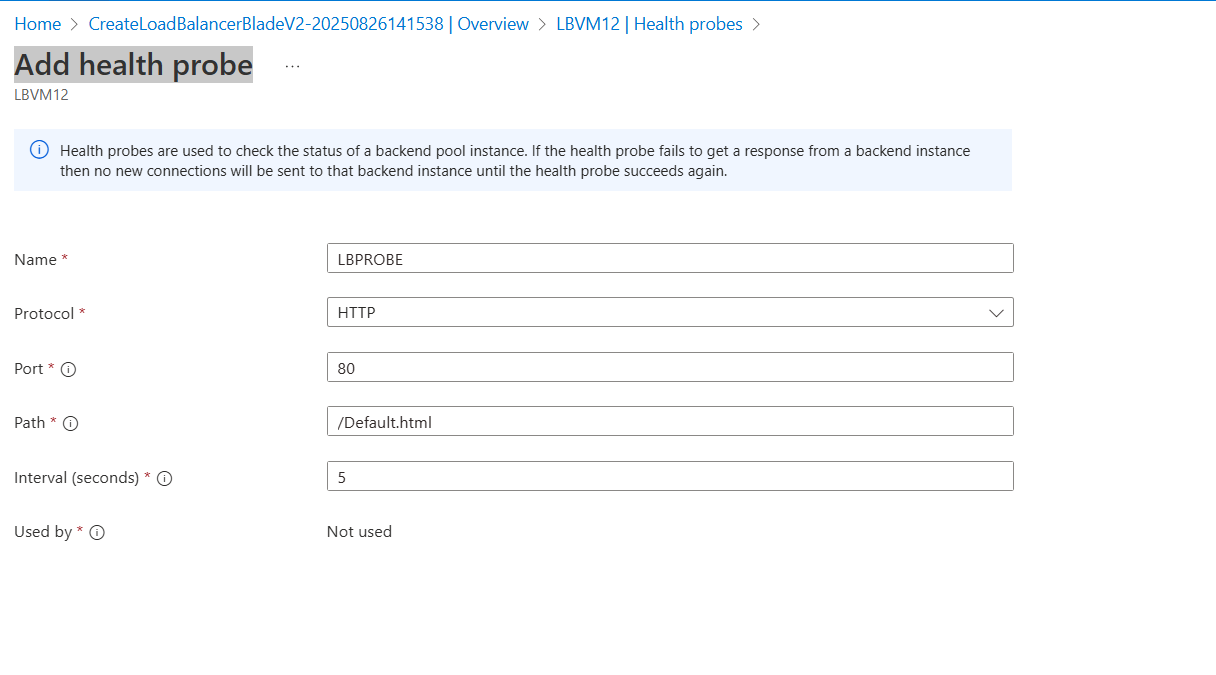 Home > CreateLoadBalancerBladeV2-20250826141538 | Overview > LBVM12 | Health probes >
Add health probe ...
LBVM12
Health probes are used to check the status of a backend pool instance. If the health probe fails to get a response from a backend instance
then no new connections will be sent to that backend instance until the health probe succeeds again.
Name * LBPROBE
Protocol * HTTP
Port * 80
Path * /Default.html
Interval (seconds) * 5
Used by * Not used